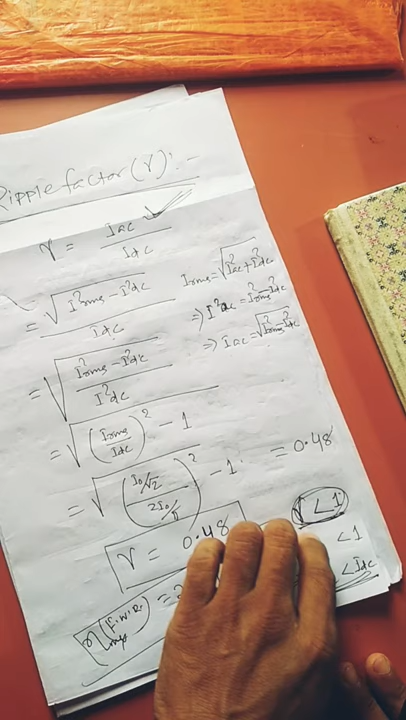 Ripple factor (γ) : -
γ = Iac / Idc
= √(I²rms - I²dc) / Idc
Irms = √(I²ac + I²dc)
⇒ I²ac = I²rms - I²dc
⇒ Iac = √(I²rms - I²dc)
= √((I²rms - I²dc) / I²dc)
= √((Irms / Idc)² - 1)
= √(((I₀/√2) / (2I₀/π))² - 1) = 0.48
γ = 0.48
γ < 1
< 1
< Idc
(F.W.R)